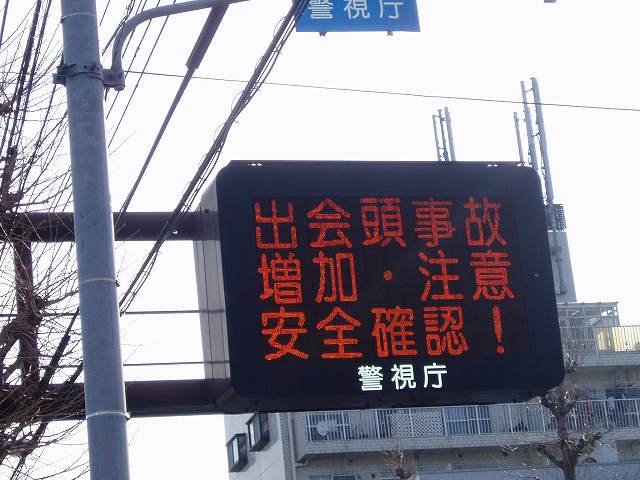 警視庁
出会頭事故
増加・注意
安全確認！
警視庁